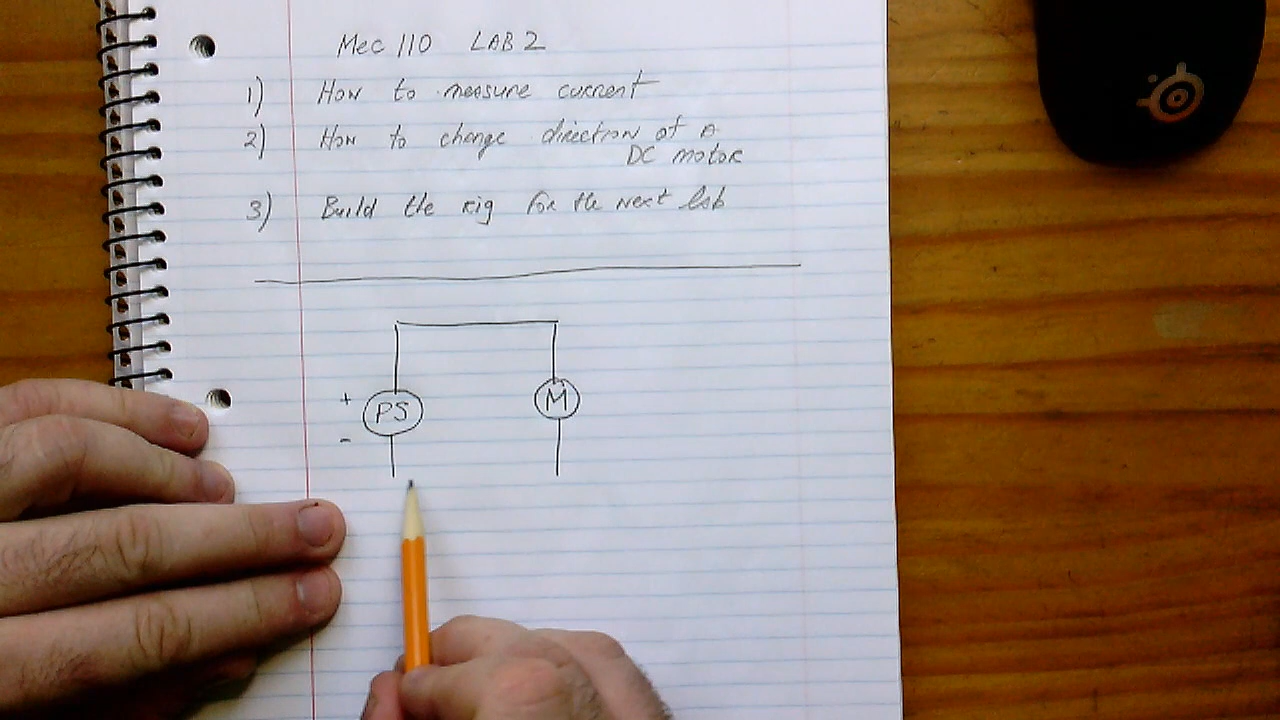 Mec 110 LAB 2
1) How to measure current
2) How to change direction of a
DC motor
3) Build the rig for the next lab
+ PS M
-